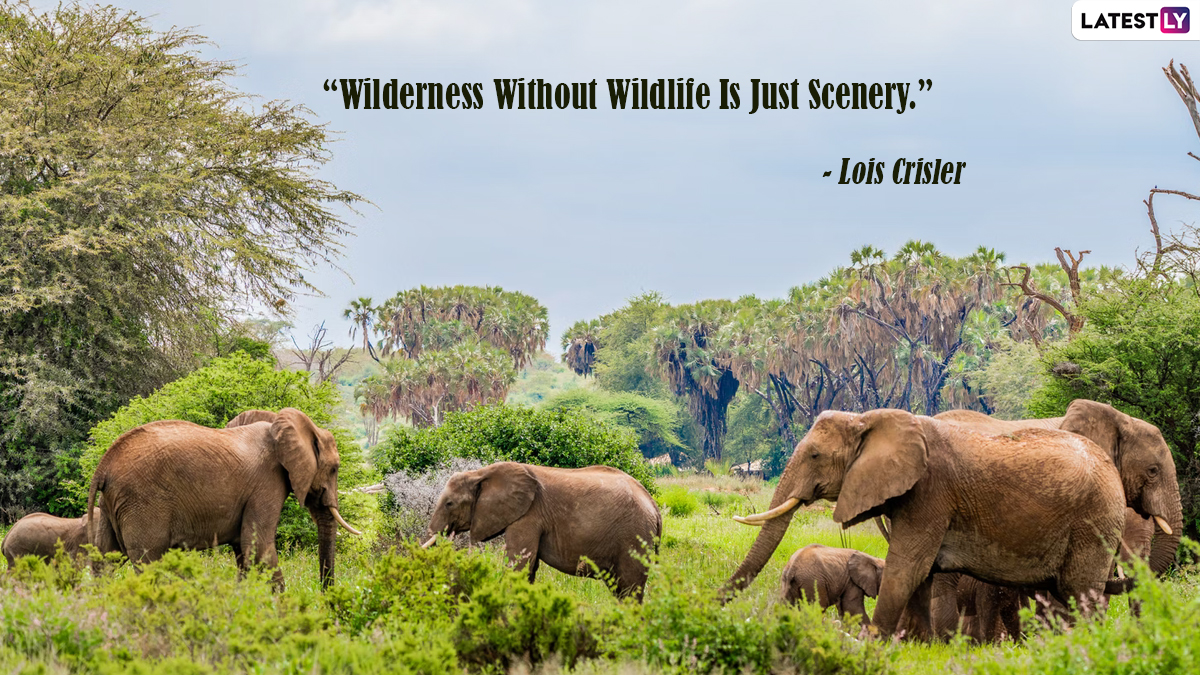 LATESTLY
“Wilderness Without Wildlife Is Just Scenery.”
- Lois Crisler